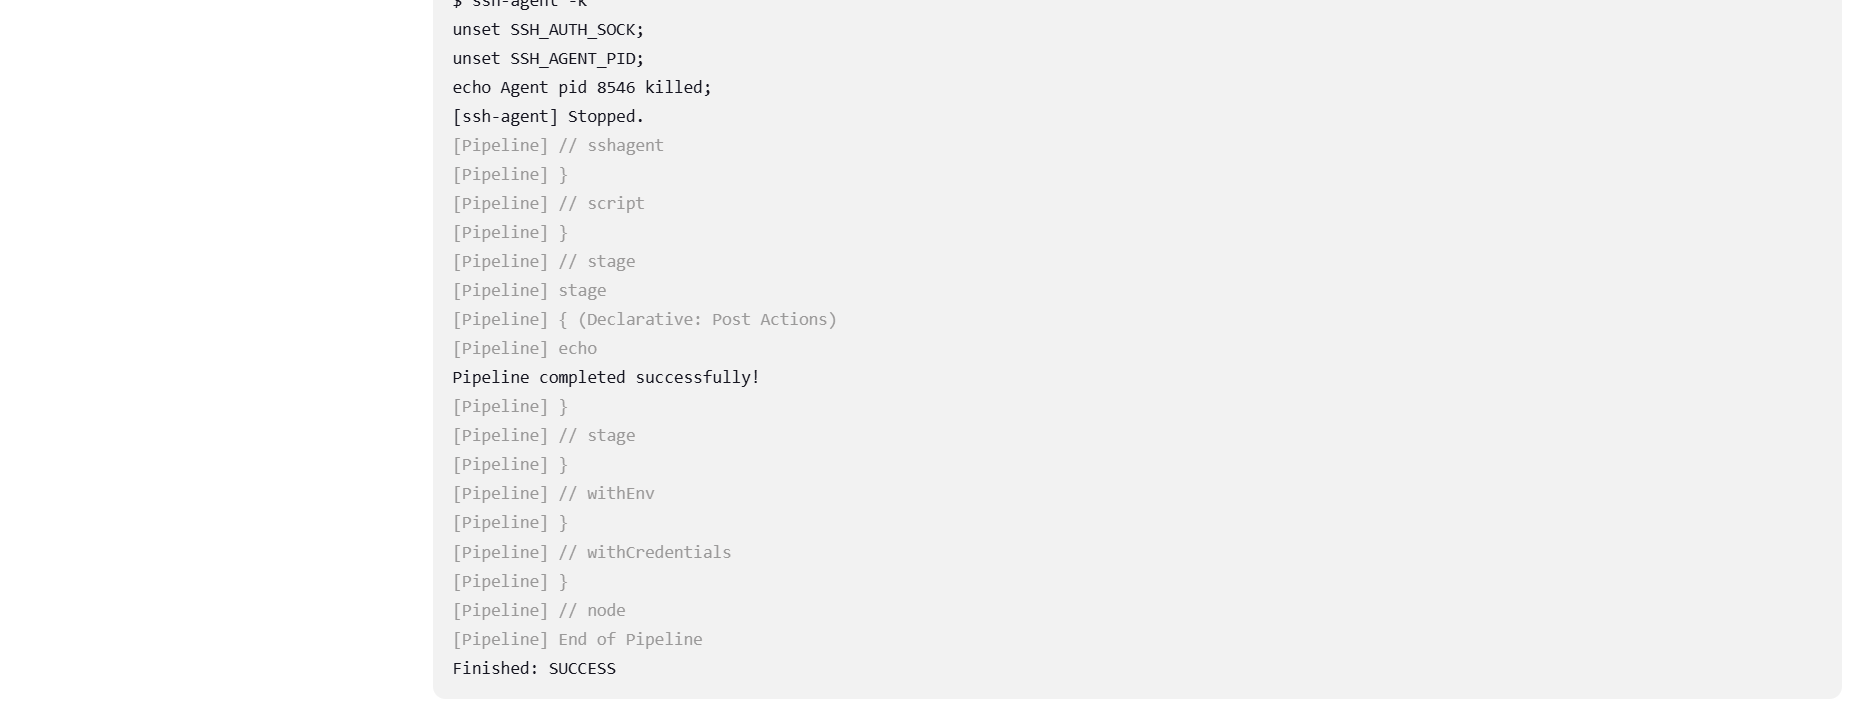 $ ssh-agent -k
unset SSH_AUTH_SOCK;
unset SSH_AGENT_PID;
echo Agent pid 8546 killed;
[ssh-agent] Stopped.
[Pipeline] // sshagent
[Pipeline] }
[Pipeline] // script
[Pipeline] }
[Pipeline] // stage
[Pipeline] stage
[Pipeline] { (Declarative: Post Actions)
[Pipeline] echo
Pipeline completed successfully!
[Pipeline] }
[Pipeline] // stage
[Pipeline] }
[Pipeline] // withEnv
[Pipeline] }
[Pipeline] // withCredentials
[Pipeline] }
[Pipeline] // node
[Pipeline] End of Pipeline
Finished: SUCCESS